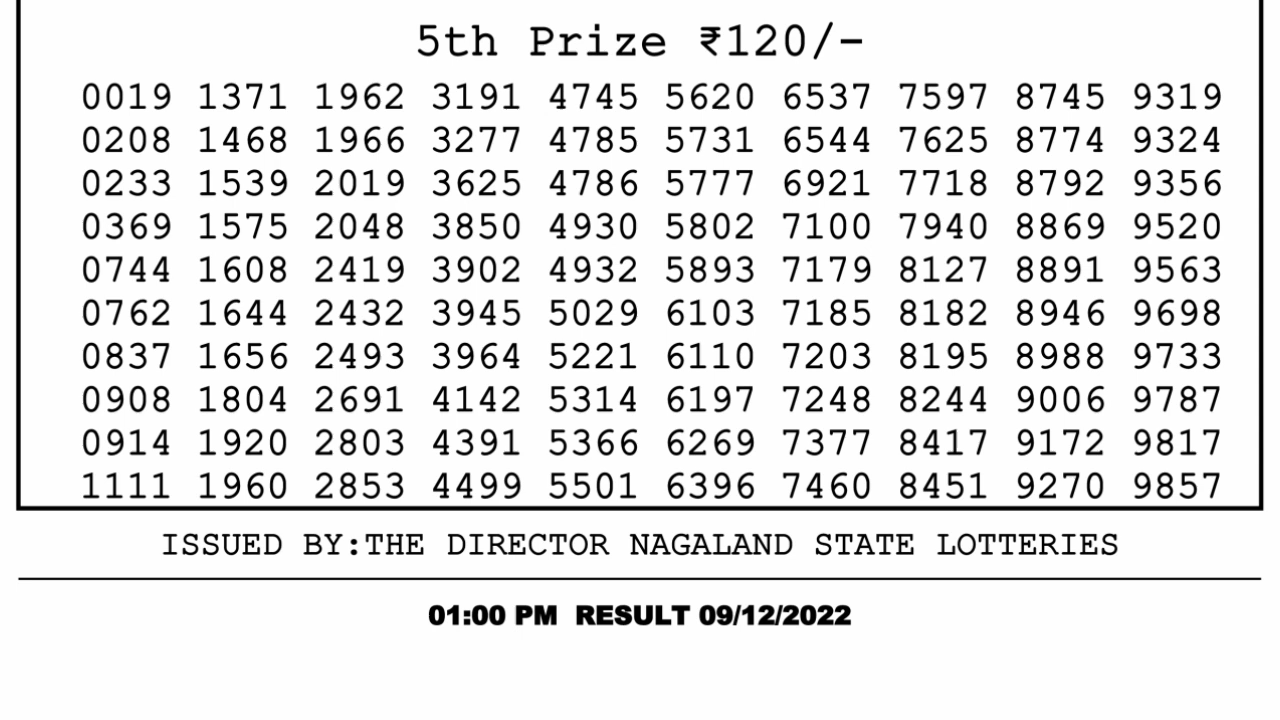 5th Prize ₹120/-
0019 1371 1962 3191 4745 5620 6537 7597 8745 9319
0208 1468 1966 3277 4785 5731 6544 7625 8774 9324
0233 1539 2019 3625 4786 5777 6921 7718 8792 9356
0369 1575 2048 3850 4930 5802 7100 7940 8869 9520
0744 1608 2419 3902 4932 5893 7179 8127 8891 9563
0762 1644 2432 3945 5029 6103 7185 8182 8946 9698
0837 1656 2493 3964 5221 6110 7203 8195 8988 9733
0908 1804 2691 4142 5314 6197 7248 8244 9006 9787
0914 1920 2803 4391 5366 6269 7377 8417 9172 9817
1111 1960 2853 4499 5501 6396 7460 8451 9270 9857
ISSUED BY:THE DIRECTOR NAGALAND STATE LOTTERIES
01:00 PM RESULT 09/12/2022